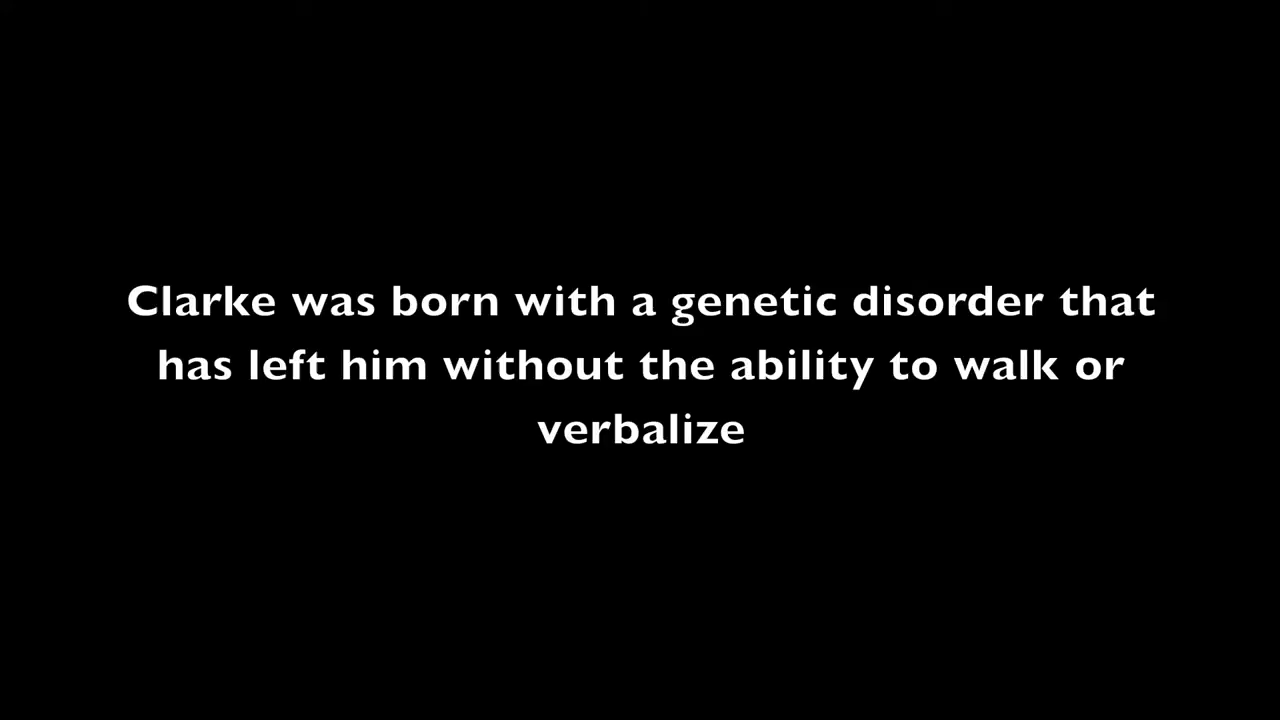 Clarke was born with a genetic disorder that
has left him without the ability to walk or
verbalize